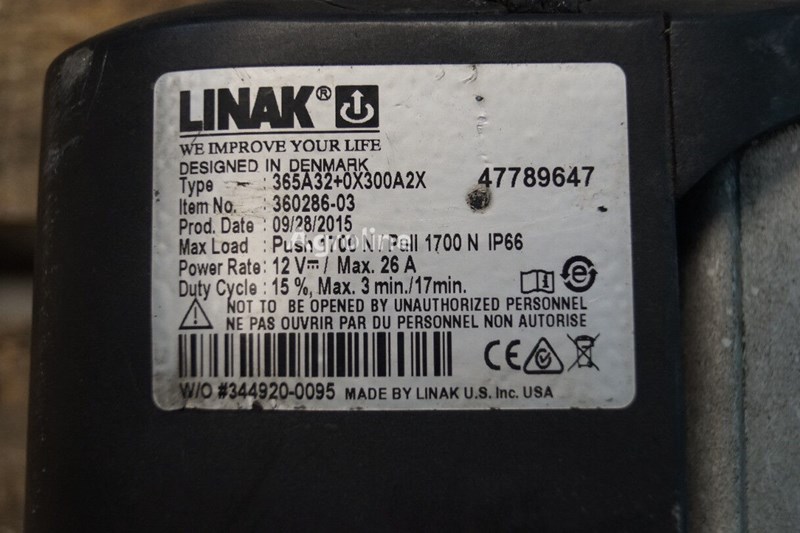 LINAK®
WE IMPROVE YOUR LIFE
DESIGNED IN DENMARK
Type : 365A32+0X300A2X 47789647
Item No. : 360286-03
Prod. Date : 09/28/2015
Max Load : Push 1700 N / Pull 1700 N IP66
Agroline
Power Rate: 12 V⎓ / Max. 26 A
Duty Cycle : 15 %, Max. 3 min./17min.
NOT TO BE OPENED BY UNAUTHORIZED PERSONNEL
NE PAS OUVRIR PAR DU PERSONNEL NON AUTORISE
CE
W/O #344920-0095 MADE BY LINAK U.S. Inc. USA